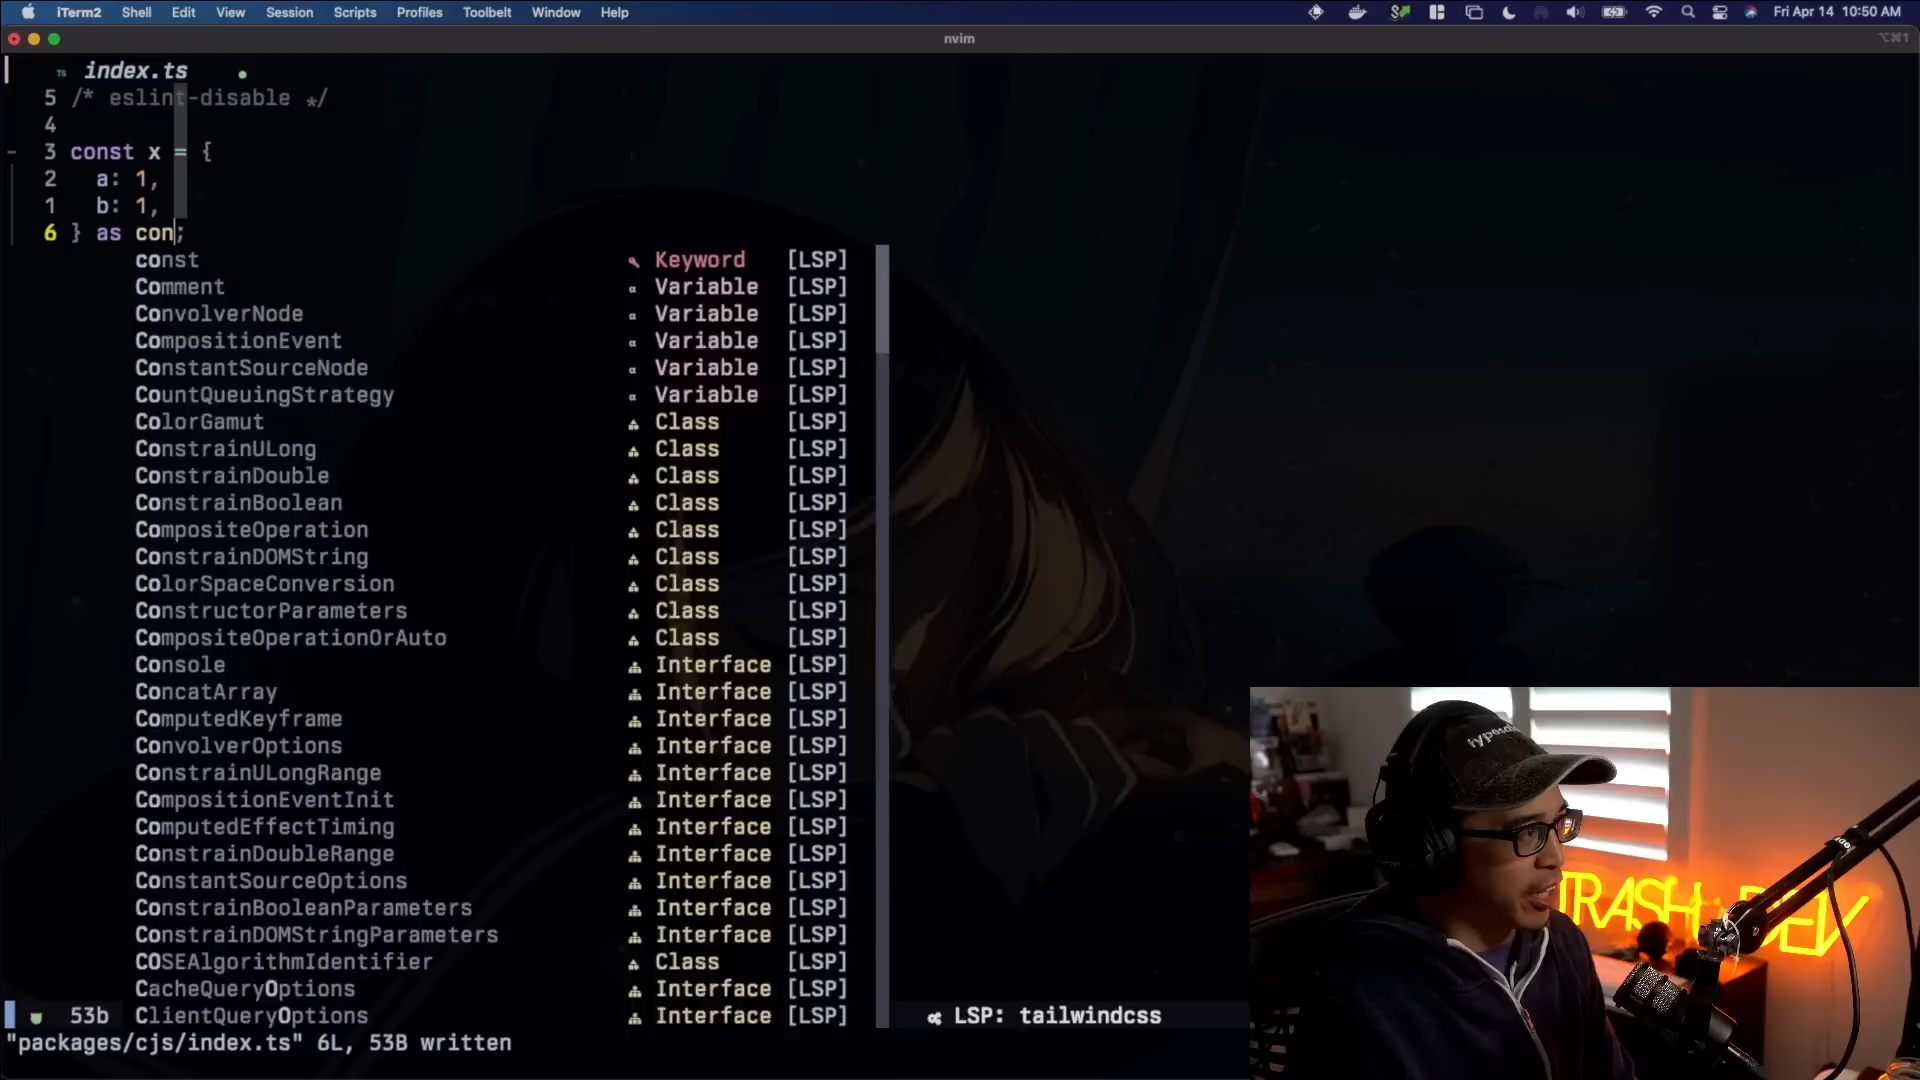 iTerm2 Shell Edit View Session Scripts Profiles Toolbelt Window Help Fri Apr 14 10:50 AM
nvim ⌥⌘1
TS index.ts
5 /* eslint-disable */
4
3 const x = {
2 a: 1,
1 b: 1,
6 } as con;
const Keyword [LSP]
Comment Variable [LSP]
ConvolverNode Variable [LSP]
CompositionEvent Variable [LSP]
ConstantSourceNode Variable [LSP]
CountQueuingStrategy Variable [LSP]
ColorGamut Class [LSP]
ConstrainULong Class [LSP]
ConstrainDouble Class [LSP]
ConstrainBoolean Class [LSP]
CompositeOperation Class [LSP]
ConstrainDOMString Class [LSP]
ColorSpaceConversion Class [LSP]
ConstructorParameters Class [LSP]
CompositeOperationOrAuto Class [LSP]
Console Interface [LSP]
ConcatArray Interface [LSP]
ComputedKeyframe Interface [LSP]
ConvolverOptions Interface [LSP]
ConstrainULongRange Interface [LSP]
CompositionEventInit Interface [LSP]
ComputedEffectTiming Interface [LSP]
ConstrainDoubleRange Interface [LSP]
ConstantSourceOptions Interface [LSP]
ConstrainBooleanParameters Interface [LSP]
ConstrainDOMStringParameters Interface [LSP]
COSEAlgorithmIdentifier Class [LSP]
CacheQueryOptions Interface [LSP]
ClientQueryOptions Interface [LSP]
53b LSP: tailwindcss
"packages/cjs/index.ts" 6L, 53B written
TRASH DEV